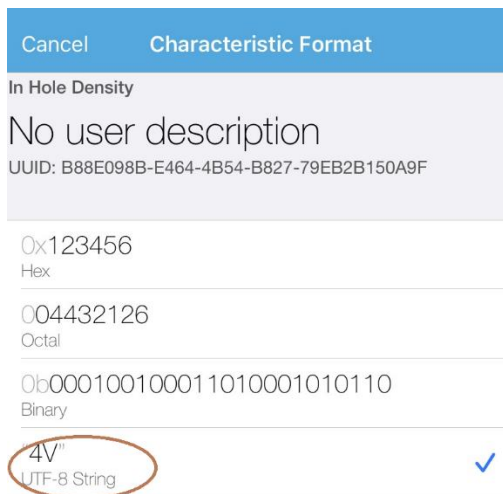 Cancel
Characteristic Format
In Hole Density
No user description
UUID: B88E098B-E464-4B54-B827-79EB2B150A9F
0x123456
Hex
004432126
Octal
0b000100100011010001010110
Binary
"4V"
UTF-8 String